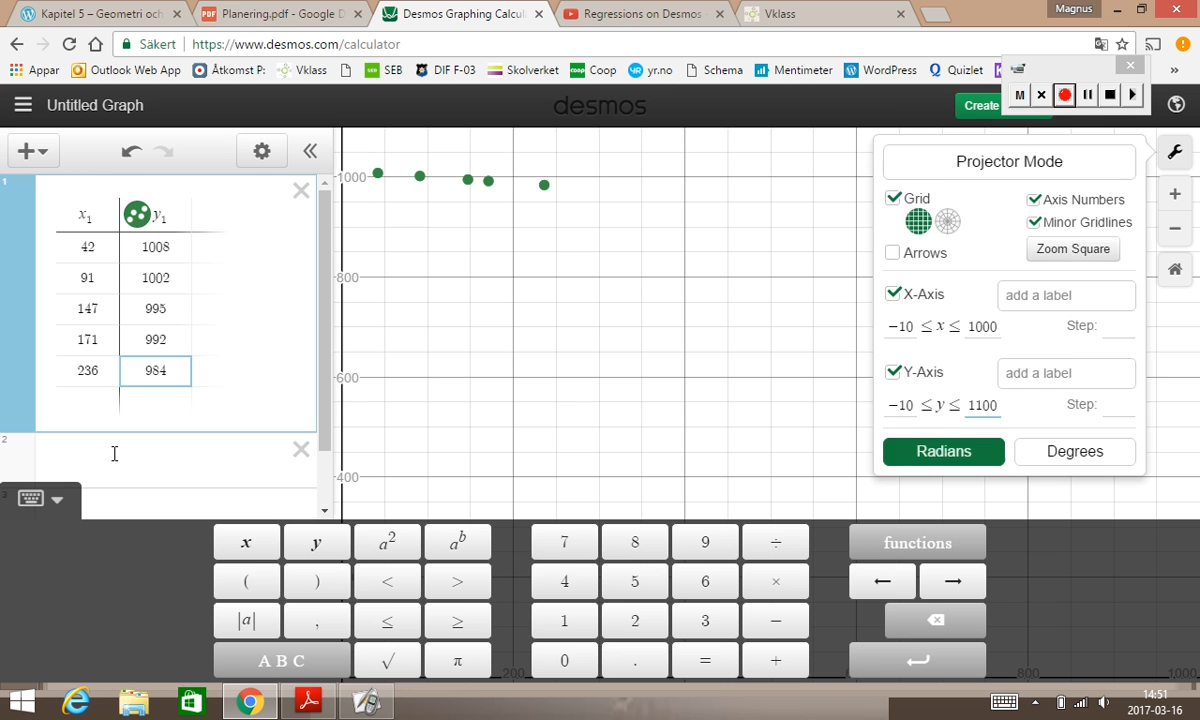 Magnus
Kapitel 5 – Geometri och
Planering.pdf - Google D
Desmos Graphing Calcul
Regressions on Desmos
Vklass
Säkert
https://www.desmos.com/calculator
Appar
Outlook Web App
Åtkomst P:
Vklass
SEB
DIF F-03
Skolverket
coop Coop
yr yr.no
Schema
Mentimeter
WordPress
Quizlet
»
M
Untitled Graph
desmos
Create
Projector Mode
Grid
Axis Numbers
Minor Gridlines
Arrows
Zoom Square
X-Axis
add a label
−10 ≤ x ≤ 1000
Step:
Y-Axis
add a label
−10 ≤ y ≤ 1100
Step:
Radians
Degrees
1
x₁ y₁
42 1008
91 1002
147 995
171 992
236 984
2
3
1000
800
600
400
x y a² aᵇ 7 8 9 ÷ functions
( ) < > 4 5 6 × ← →
|a| , ≤ ≥ 1 2 3 −
A B C √ π 0 . = +
200
800
1000
14:51
2017-03-16